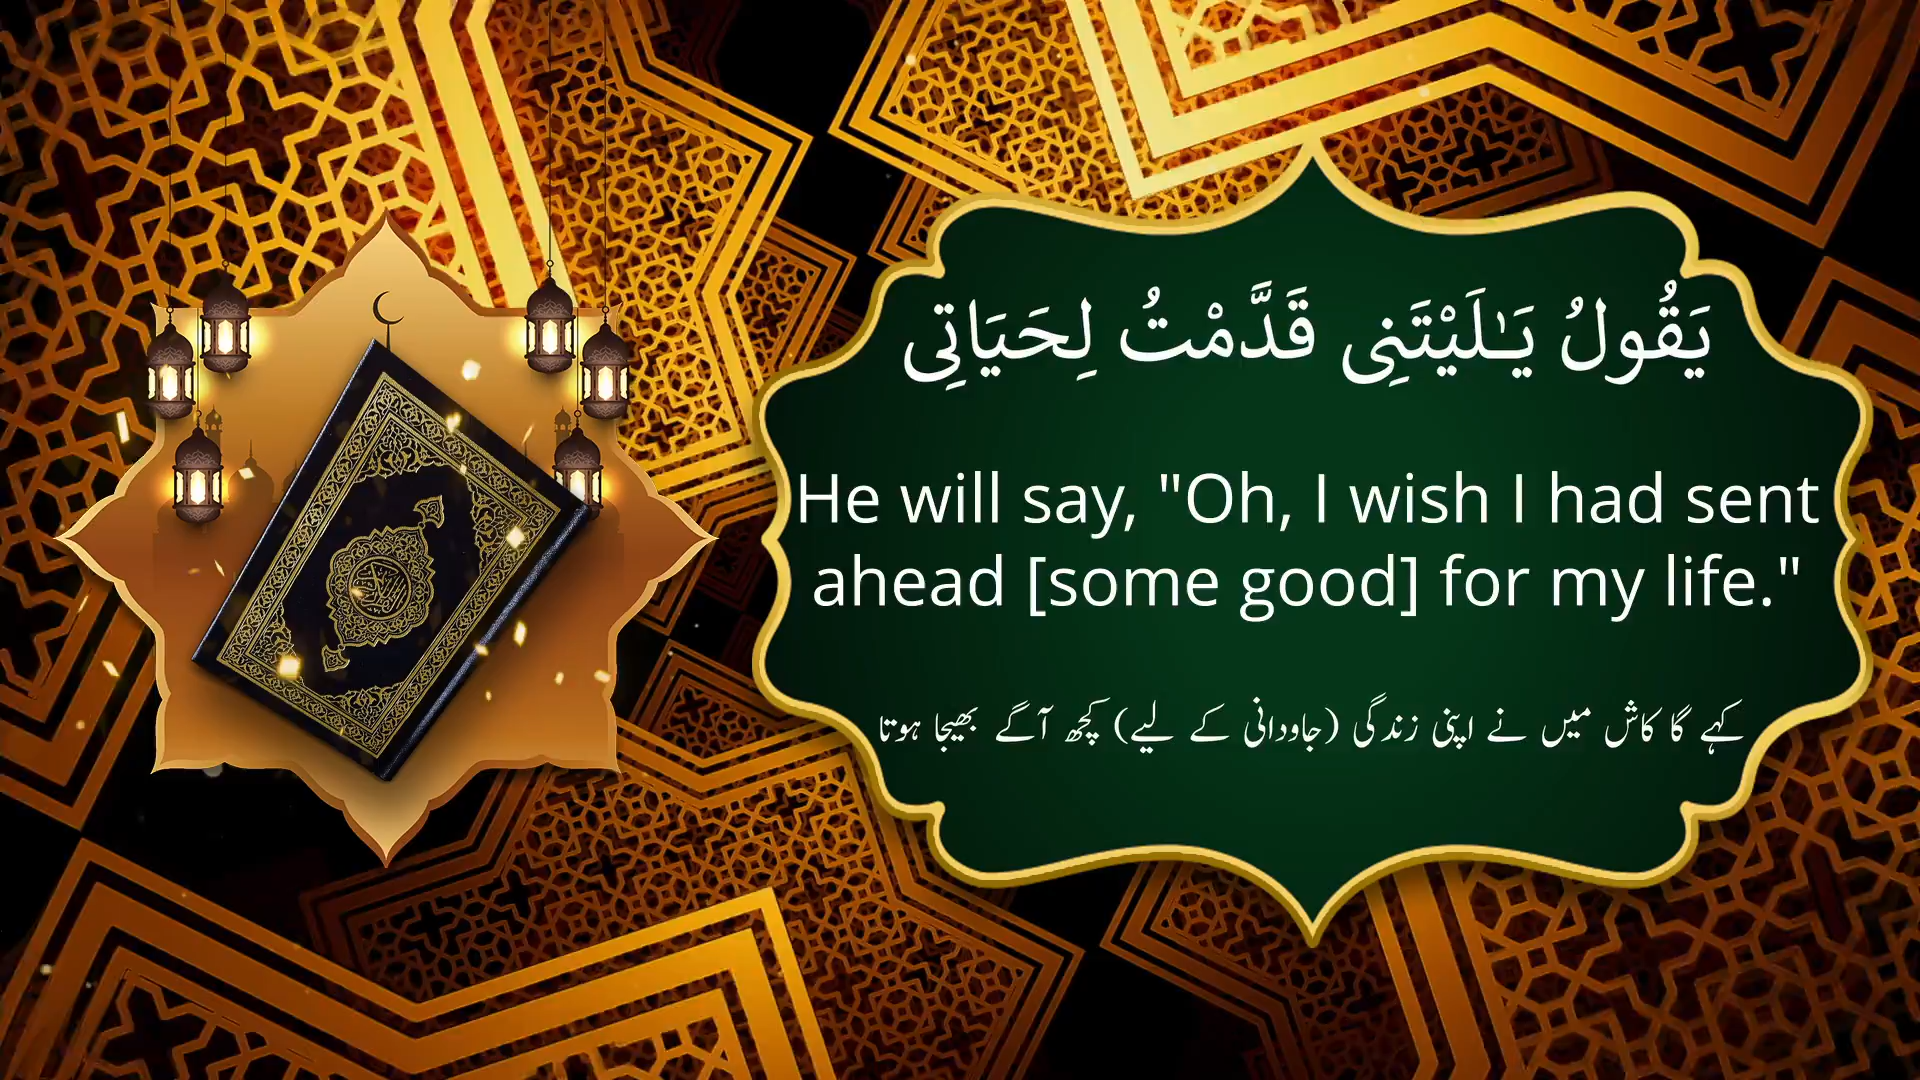 يَقُولُ يَـٰلَيْتَنِى قَدَّمْتُ لِحَيَاتِى
He will say, "Oh, I wish I had sent
ahead [some good] for my life."
کہے گا کاش میں نے اپنی زندگی (جاودانی کے لیے) کچھ آگے بھیجا ہوتا